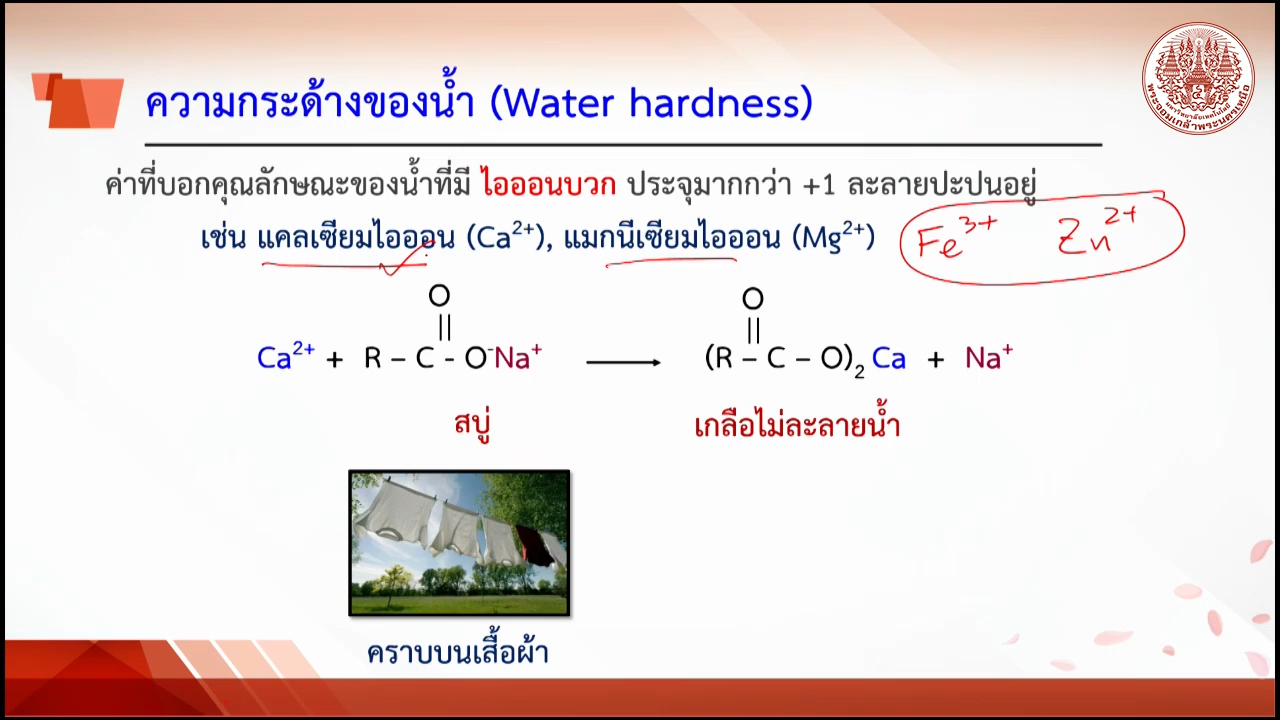 ความกระด้างของน้ำ (Water hardness)
ค่าที่บอกคุณลักษณะของน้ำที่มี ไอออนบวก ประจุมากกว่า +1 ละลายปะปนอยู่
เช่น แคลเซียมไอออน (Ca²⁺), แมกนีเซียมไอออน (Mg²⁺) Fe³⁺ Zn²⁺
O O
|| ||
Ca²⁺ + R – C - O⁻Na⁺ ⟶ (R – C – O)₂ Ca + Na⁺
สบู่ เกลือไม่ละลายน้ำ
คราบบนเสื้อผ้า